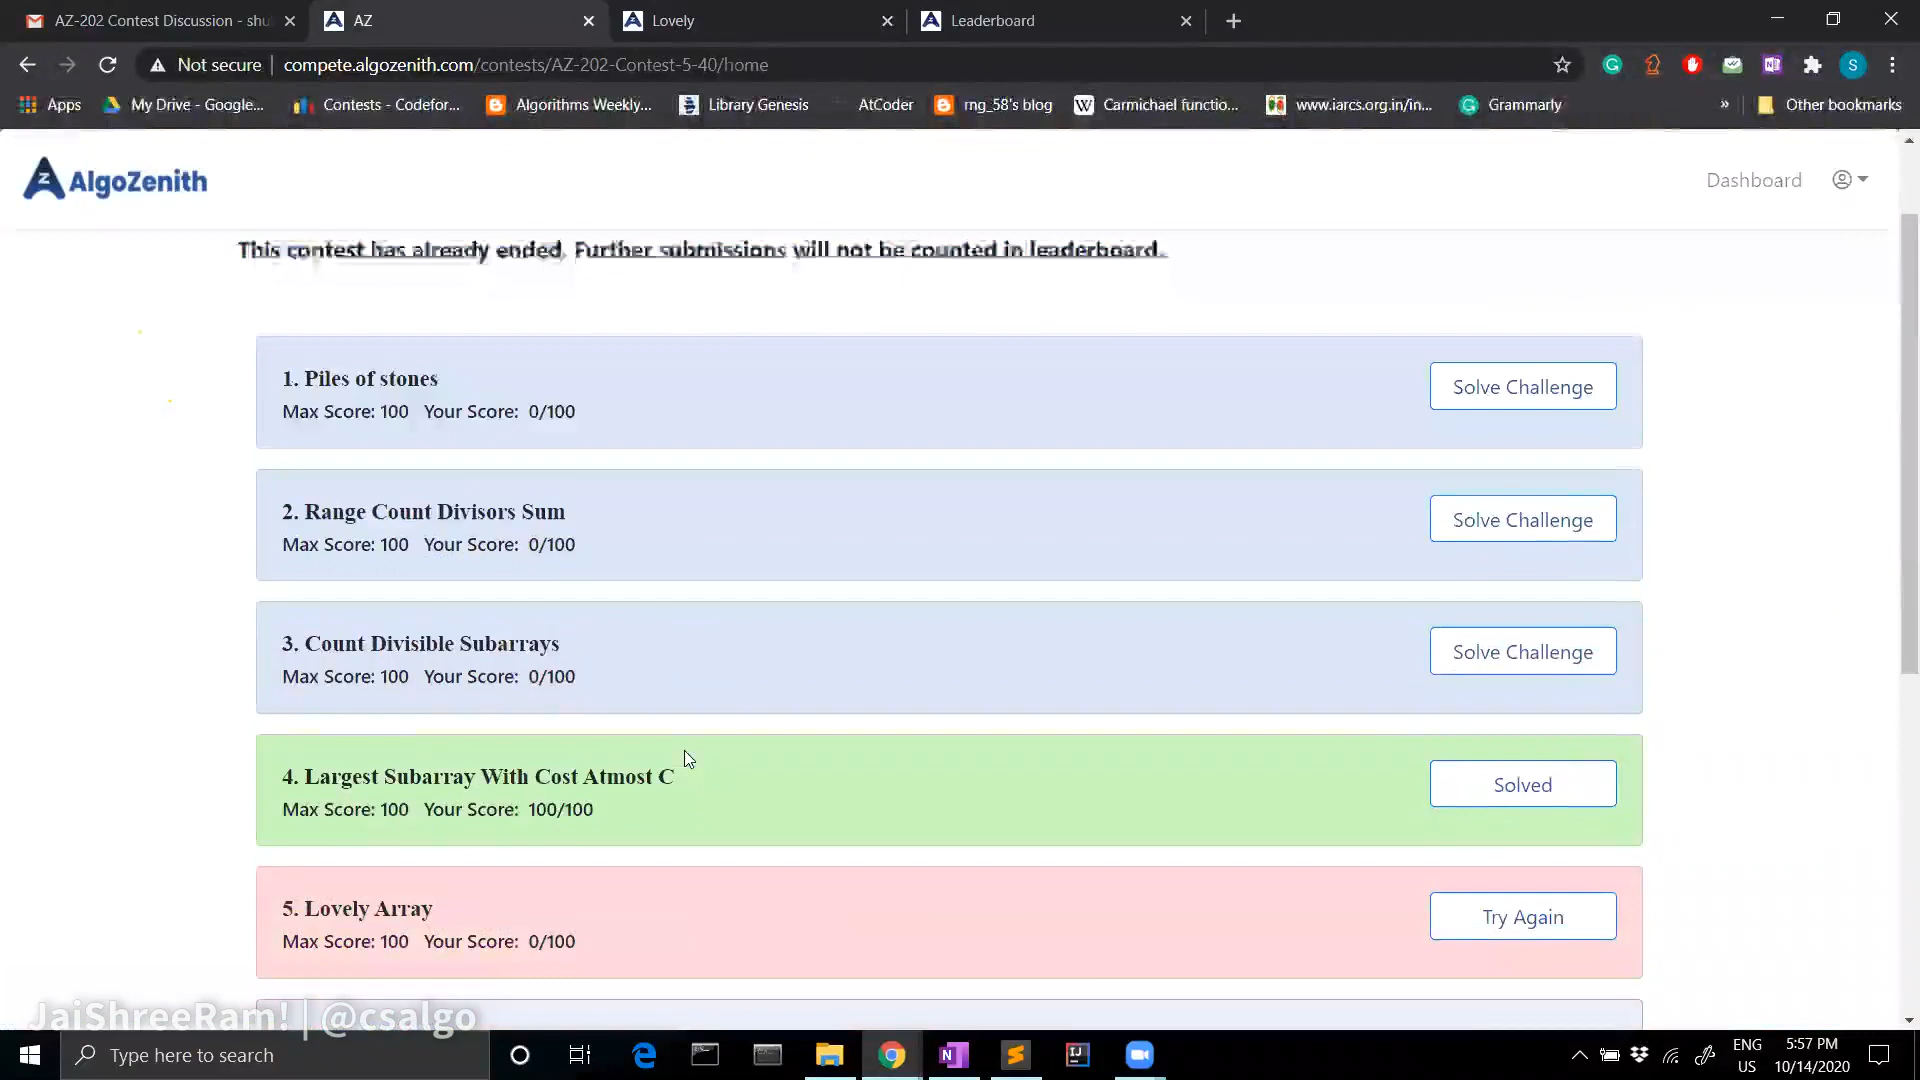 AZ-202 Contest Discussion - shu
AZ
Lovely
Leaderboard
Not secure
compete.algozenith.com/contests/AZ-202-Contest-5-40/home
Apps
My Drive - Google...
Contests - Codefor...
Algorithms Weekly...
Library Genesis
AtCoder
rng_58's blog
Carmichael functio...
www.iarcs.org.in/in...
Grammarly
»
Other bookmarks
AlgoZenith
Dashboard
This contest has already ended. Further submissions will not be counted in leaderboard.
1. Piles of stones
Max Score: 100 Your Score: 0/100
Solve Challenge
2. Range Count Divisors Sum
Max Score: 100 Your Score: 0/100
Solve Challenge
3. Count Divisible Subarrays
Max Score: 100 Your Score: 0/100
Solve Challenge
4. Largest Subarray With Cost Atmost C
Max Score: 100 Your Score: 100/100
Solved
5. Lovely Array
Max Score: 100 Your Score: 0/100
Try Again
JaiShreeRam! | @csalgo
Type here to search
ENG
US
5:57 PM
10/14/2020